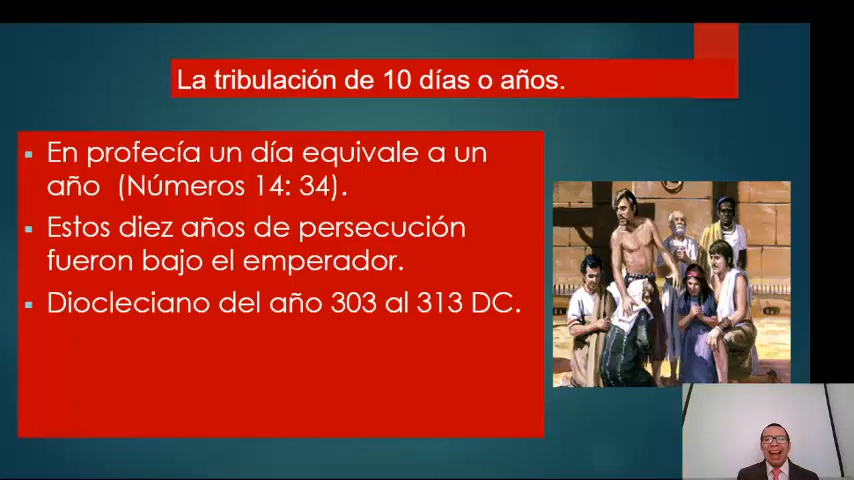 La tribulación de 10 días o años.
En profecía un día equivale a un
año (Números 14: 34).
Estos diez años de persecución
fueron bajo el emperador.
Diocleciano del año 303 al 313 DC.